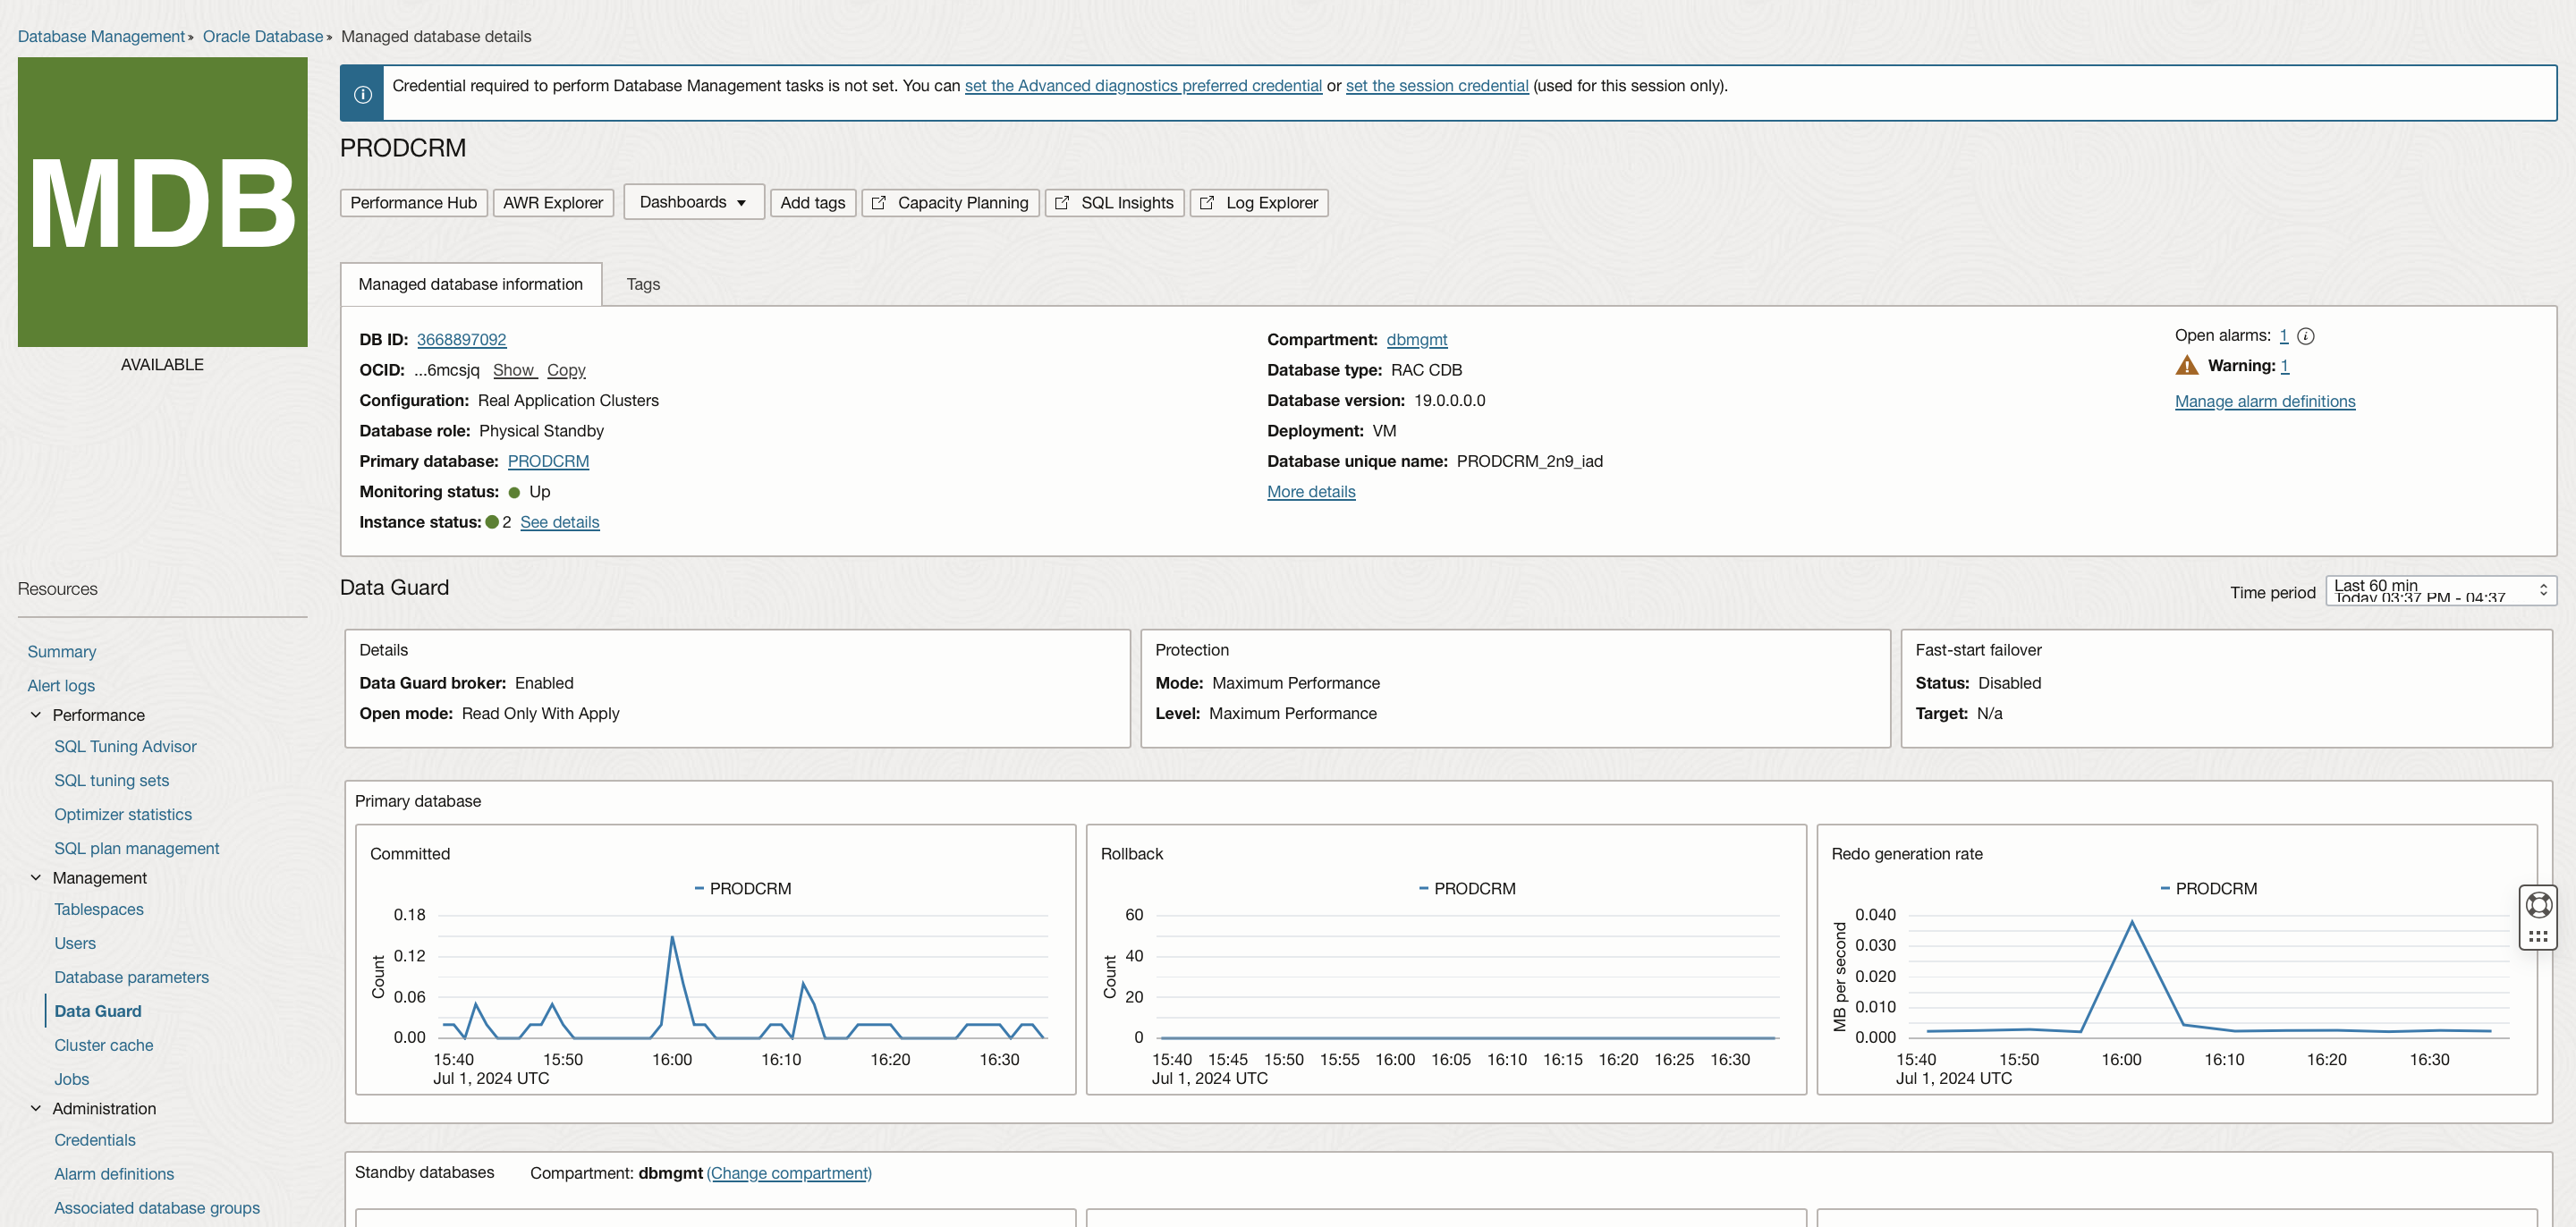 Database Management » Oracle Database » Managed database details
MDB
AVAILABLE
Credential required to perform Database Management tasks is not set. You can set the Advanced diagnostics preferred credential or set the session credential (used for this session only).
PRODCRM
Performance Hub
AWR Explorer
Dashboards
Add tags
Capacity Planning
SQL Insights
Log Explorer
Managed database information
Tags
DB ID: 3668897092
OCID: ...6mcsjq Show Copy
Configuration: Real Application Clusters
Database role: Physical Standby
Primary database: PRODCRM
Monitoring status: Up
Instance status: 2 See details
Compartment: dbmgmt
Database type: RAC CDB
Database version: 19.0.0.0.0
Deployment: VM
Database unique name: PRODCRM_2n9_iad
More details
Open alarms: 1
Warning: 1
Manage alarm definitions
Resources
Summary
Alert logs
Performance
SQL Tuning Advisor
SQL tuning sets
Optimizer statistics
SQL plan management
Management
Tablespaces
Users
Database parameters
Data Guard
Cluster cache
Jobs
Administration
Credentials
Alarm definitions
Associated database groups
Data Guard
Time period
Last 60 min
Today 03:37 PM - 04:37
Details
Data Guard broker: Enabled
Open mode: Read Only With Apply
Protection
Mode: Maximum Performance
Level: Maximum Performance
Fast-start failover
Status: Disabled
Target: N/a
Primary database
Committed
PRODCRM
Count
0.18
0.12
0.06
0.00
15:40 15:50 16:00 16:10 16:20 16:30
Jul 1, 2024 UTC
Rollback
PRODCRM
Count
60
40
20
0
15:40 15:45 15:50 15:55 16:00 16:05 16:10 16:15 16:20 16:25 16:30
Jul 1, 2024 UTC
Redo generation rate
PRODCRM
MB per second
0.040
0.030
0.020
0.010
0.000
15:40 15:50 16:00 16:10 16:20 16:30
Jul 1, 2024 UTC
Standby databases
Compartment: dbmgmt (Change compartment)